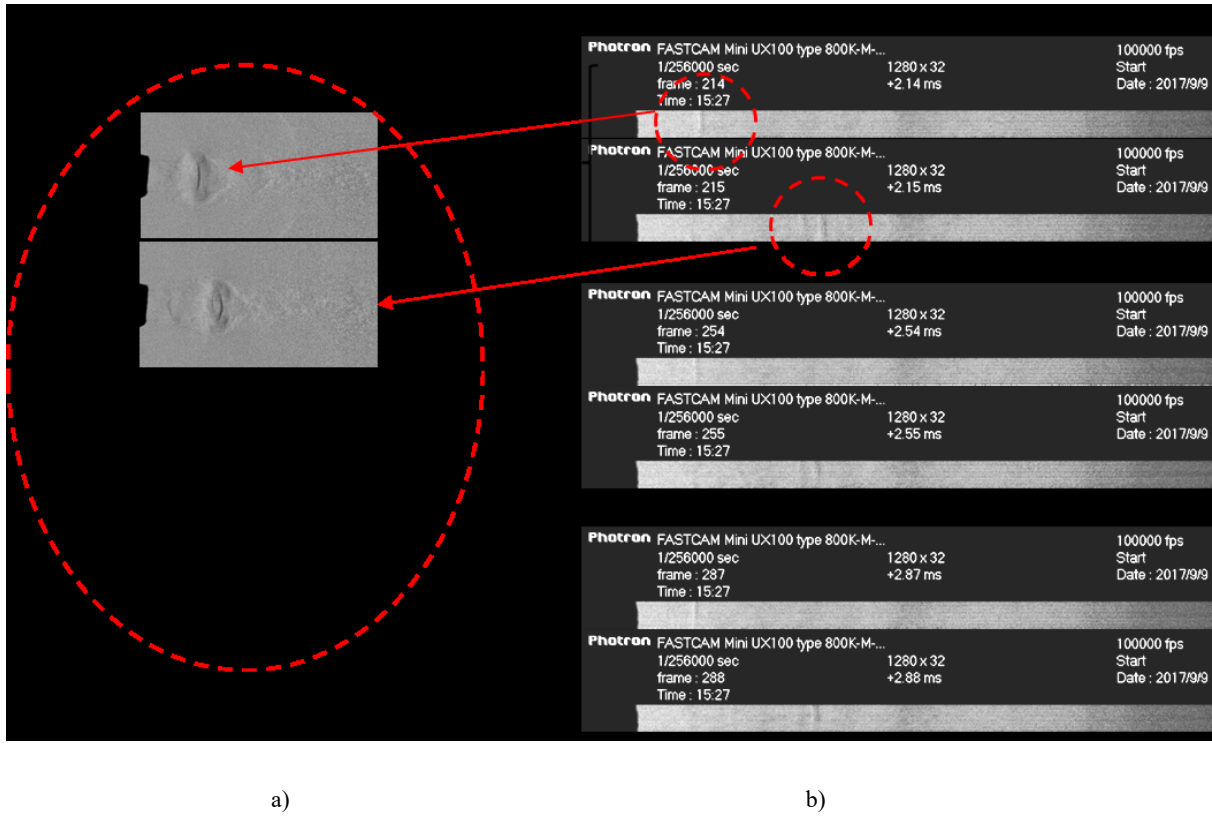 Photron FASTCAM Mini UX100 type 800K-M-... 100000 fps
1/256000 sec 1280 x 32 Start
frame : 214 +2.14 ms Date : 2017/9/9
Time : 15:27
Photron FASTCAM Mini UX100 type 800K-M-... 100000 fps
1/256000 sec 1280 x 32 Start
frame : 215 +2.15 ms Date : 2017/9/9
Time : 15:27
Photron FASTCAM Mini UX100 type 800K-M-... 100000 fps
1/256000 sec 1280 x 32 Start
frame : 254 +2.54 ms Date : 2017/9/9
Time : 15:27
Photron FASTCAM Mini UX100 type 800K-M-... 100000 fps
1/256000 sec 1280 x 32 Start
frame : 255 +2.55 ms Date : 2017/9/9
Time : 15:27
Photron FASTCAM Mini UX100 type 800K-M-... 100000 fps
1/256000 sec 1280 x 32 Start
frame : 287 +2.87 ms Date : 2017/9/9
Time : 15:27
Photron FASTCAM Mini UX100 type 800K-M-... 100000 fps
1/256000 sec 1280 x 32 Start
frame : 288 +2.88 ms Date : 2017/9/9
Time : 15:27
a) b)